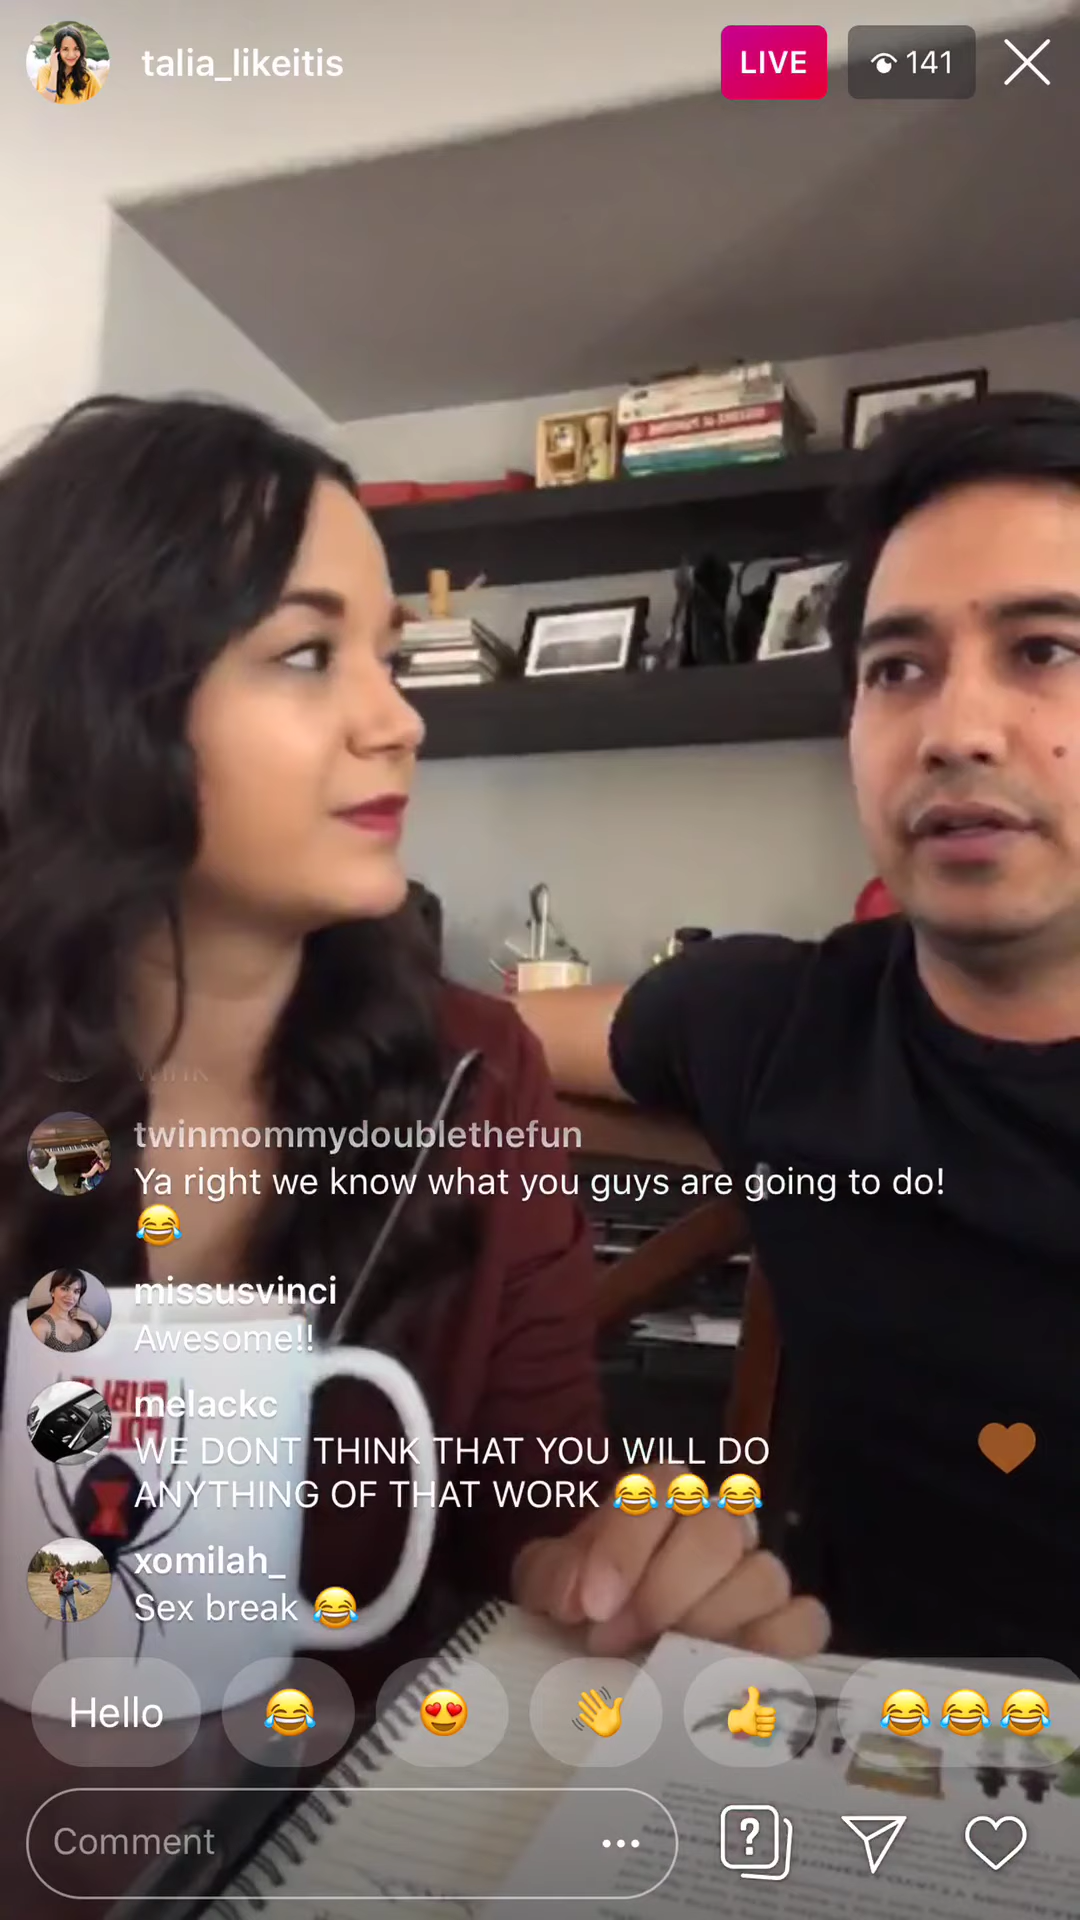 talia_likeitis
LIVE
141
twinmommydoublethefun
Ya right we know what you guys are going to do!
😂
missusvinci
Awesome!!
melackc
WE DONT THINK THAT YOU WILL DO
ANYTHING OF THAT WORK 😂😂😂
xomilah_
Sex break 😂
Hello 😂 😍 👋 👍 😂😂😂
Comment